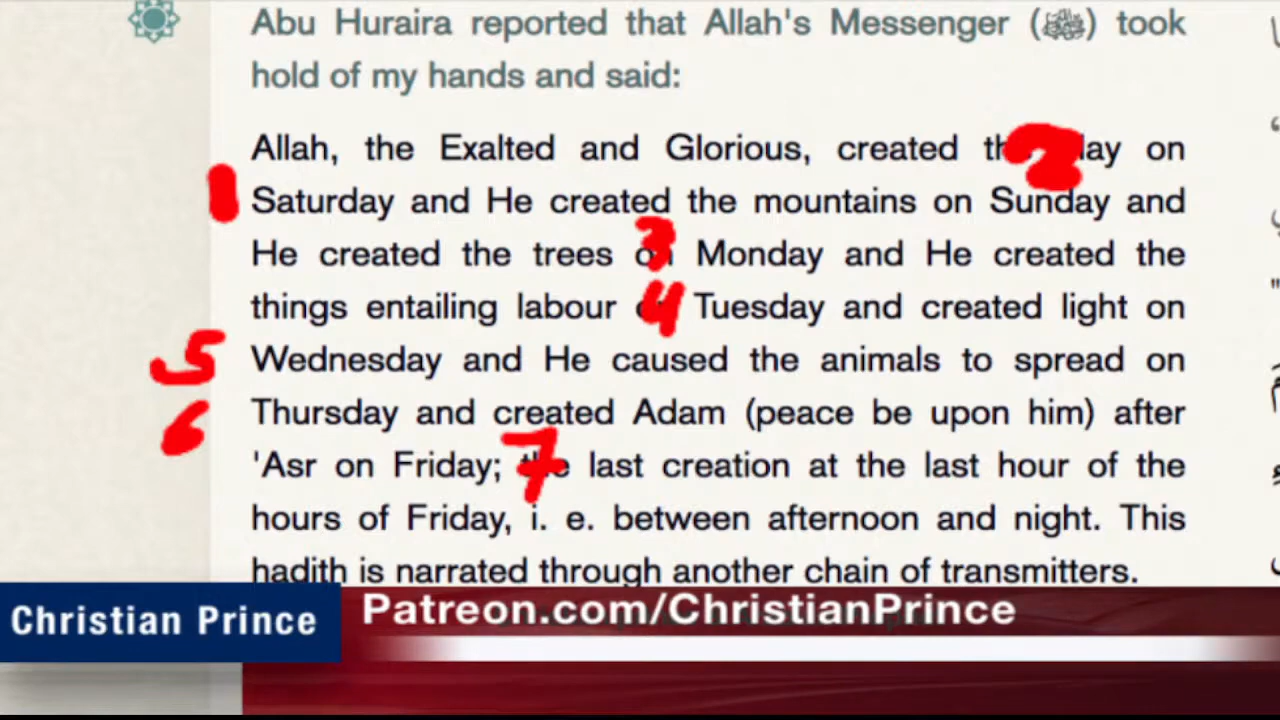 Abu Huraira reported that Allah's Messenger (ﷺ) took
hold of my hands and said:
Allah, the Exalted and Glorious, created 2 on
1 Saturday and He created the mountains on Sunday and
He created the trees 3 Monday and He created the
things entailing labour 4 Tuesday and created light on
5 Wednesday and He caused the animals to spread on
6 Thursday and created Adam (peace be upon him) after
'Asr on Friday; 7 last creation at the last hour of the
hours of Friday, i. e. between afternoon and night. This
hadith is narrated through another chain of transmitters.
Christian Prince
Patreon.com/ChristianPrince